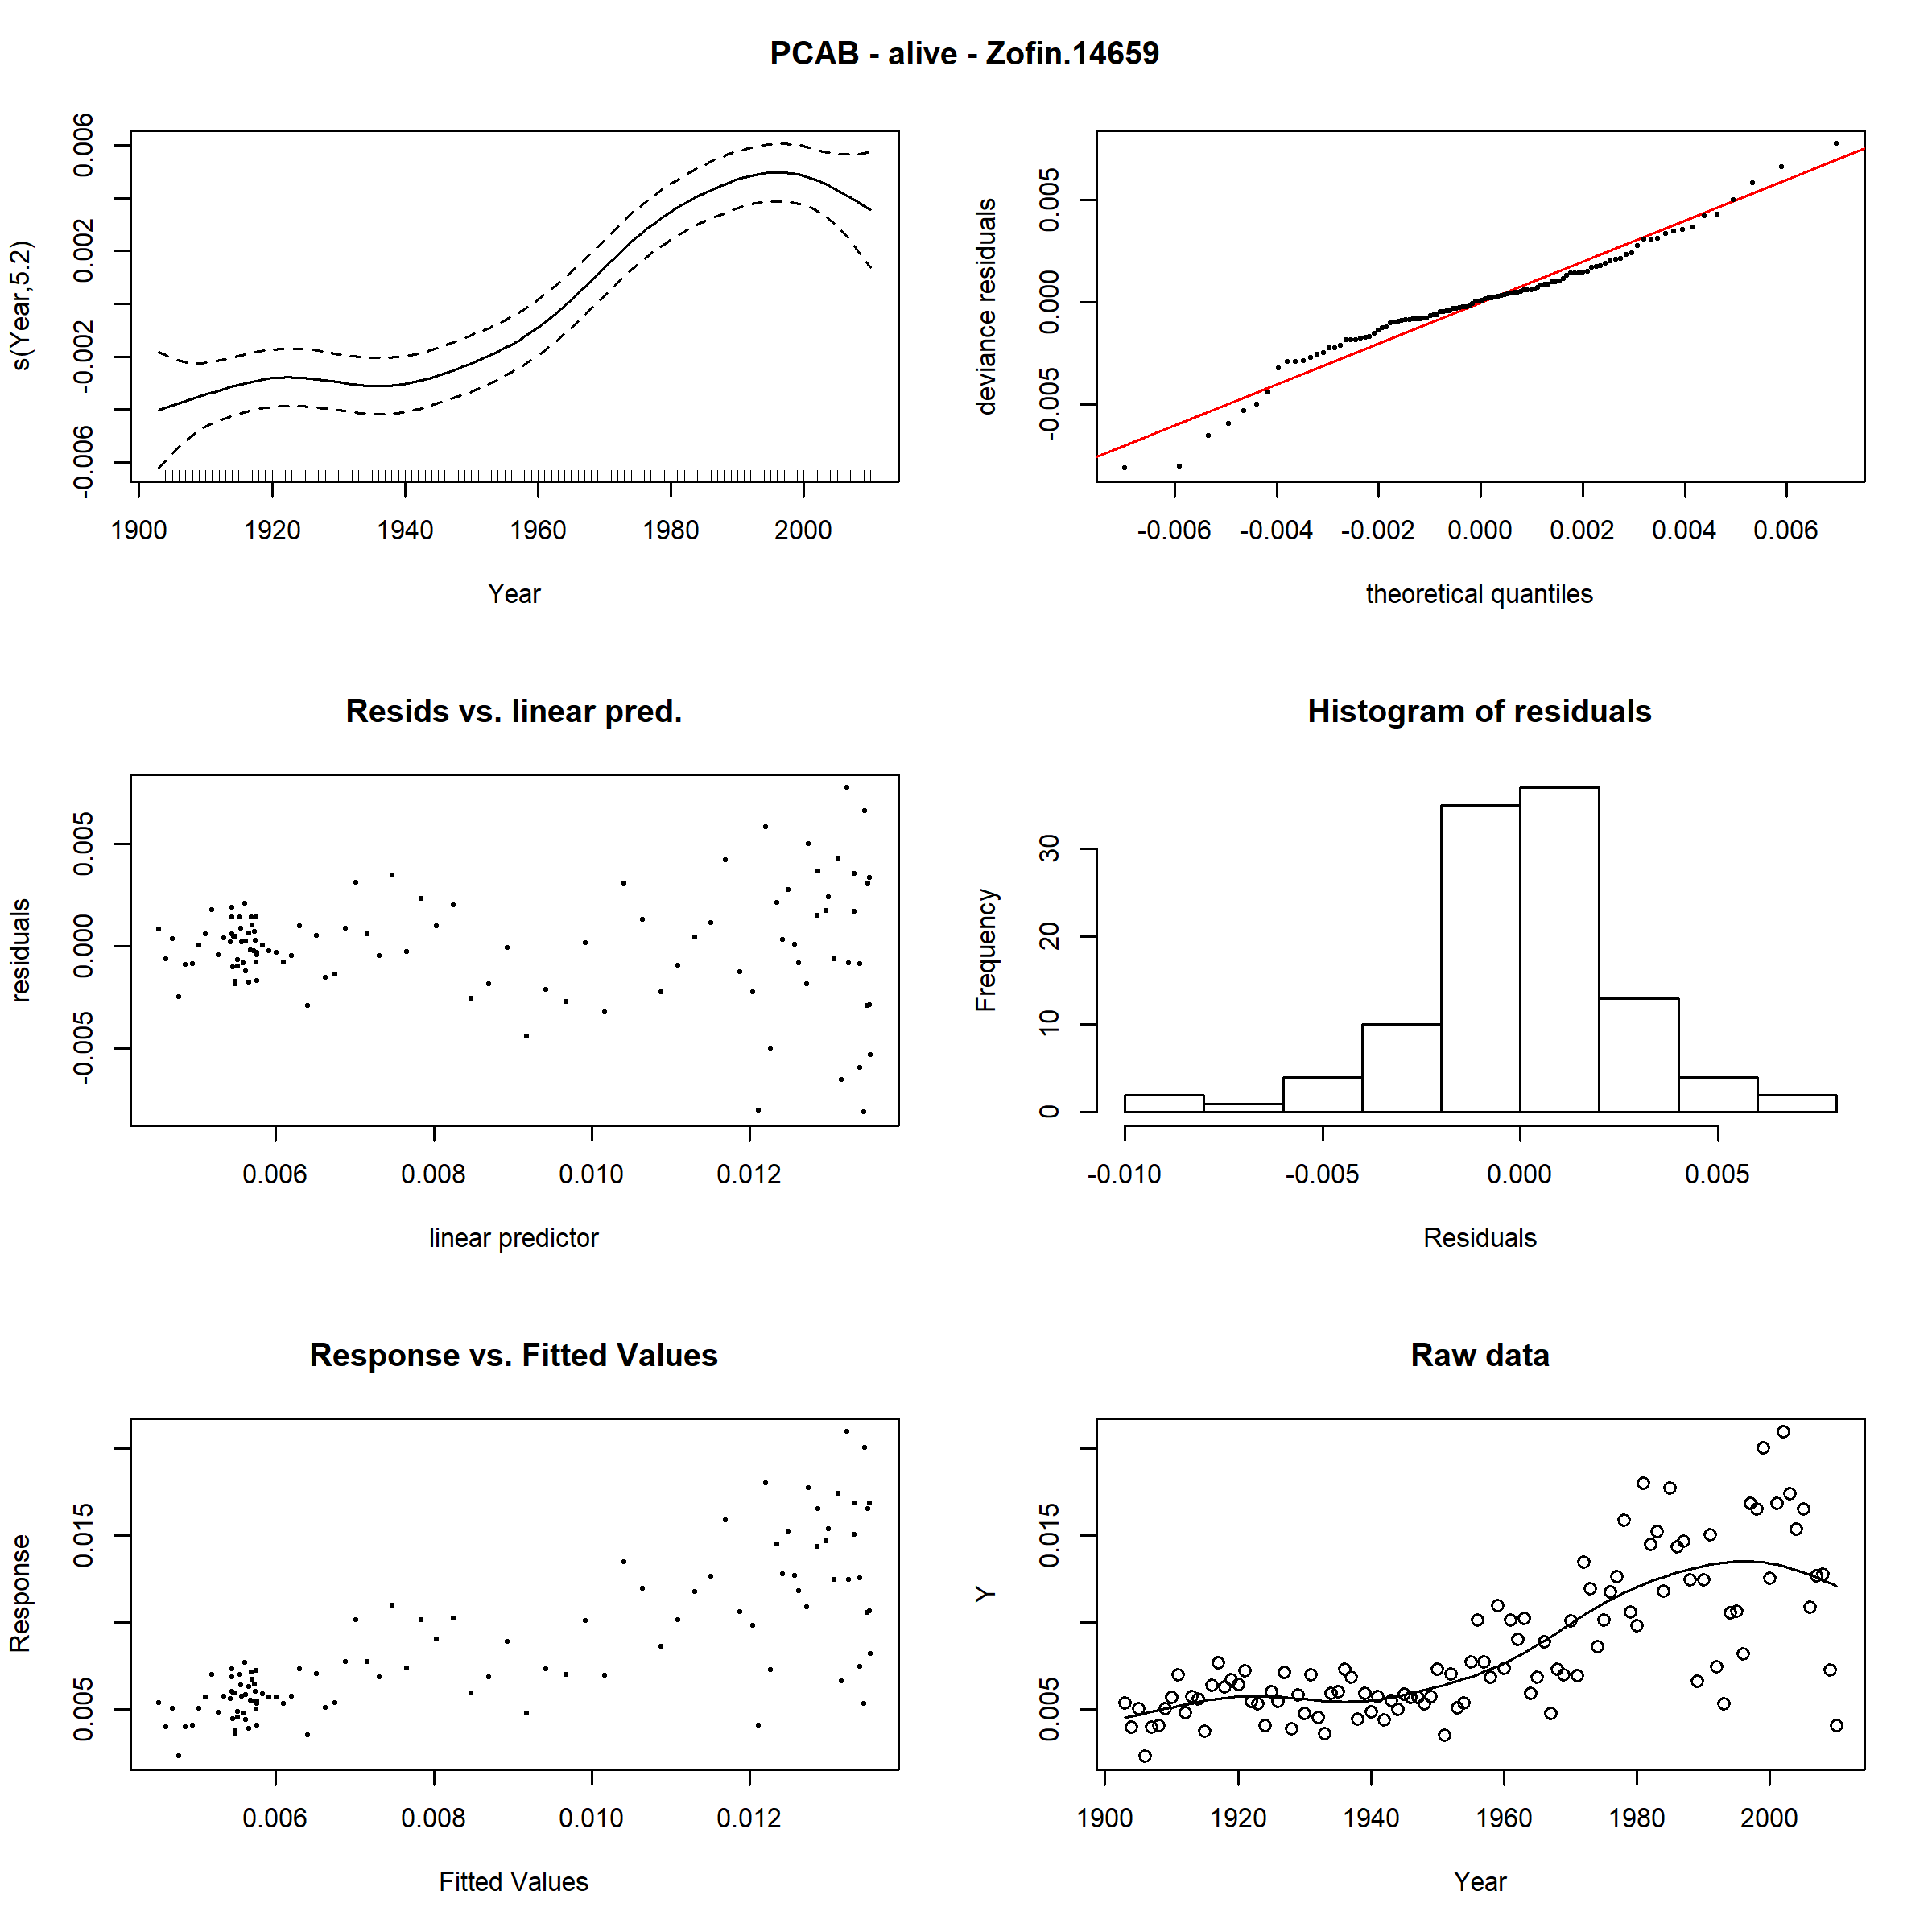 PCAB - alive - Zofin.14659
s(Year,5.2)
-0.006 -0.002 0.002 0.006
1900 1920 1940 1960 1980 2000
Year
deviance residuals
-0.005 0.000 0.005
-0.006 -0.004 -0.002 0.000 0.002 0.004 0.006
theoretical quantiles
Resids vs. linear pred.
residuals
-0.005 0.000 0.005
0.006 0.008 0.010 0.012
linear predictor
Histogram of residuals
Frequency
0 10 20 30
-0.010 -0.005 0.000 0.005
Residuals
Response vs. Fitted Values
Response
0.005 0.015
0.006 0.008 0.010 0.012
Fitted Values
Raw data
Y
0.005 0.015
1900 1920 1940 1960 1980 2000
Year